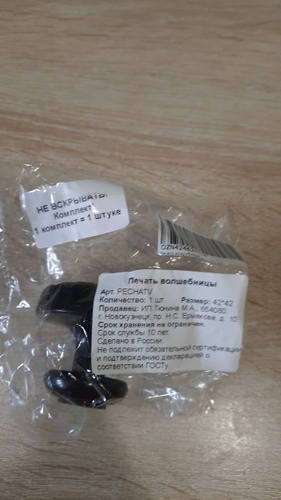 НЕ ВСКРЫВАТЬ!
Комплект!
1 комплект = 1 штуке
Печать волшебницы
Арт. PECHATV
Количество: 1 шт. Размер: 42*42
Продавец: ИП Гюнина М.А., 654080
г. Новокузнецк, пр. Н.С. Ермакова, д. 10
Срок хранения не ограничен.
Срок службы 10 лет.
Сделано в России.
Не подлежит обязательной сертификации
и подтверждению декларацией о
соответствии ГОСТу.